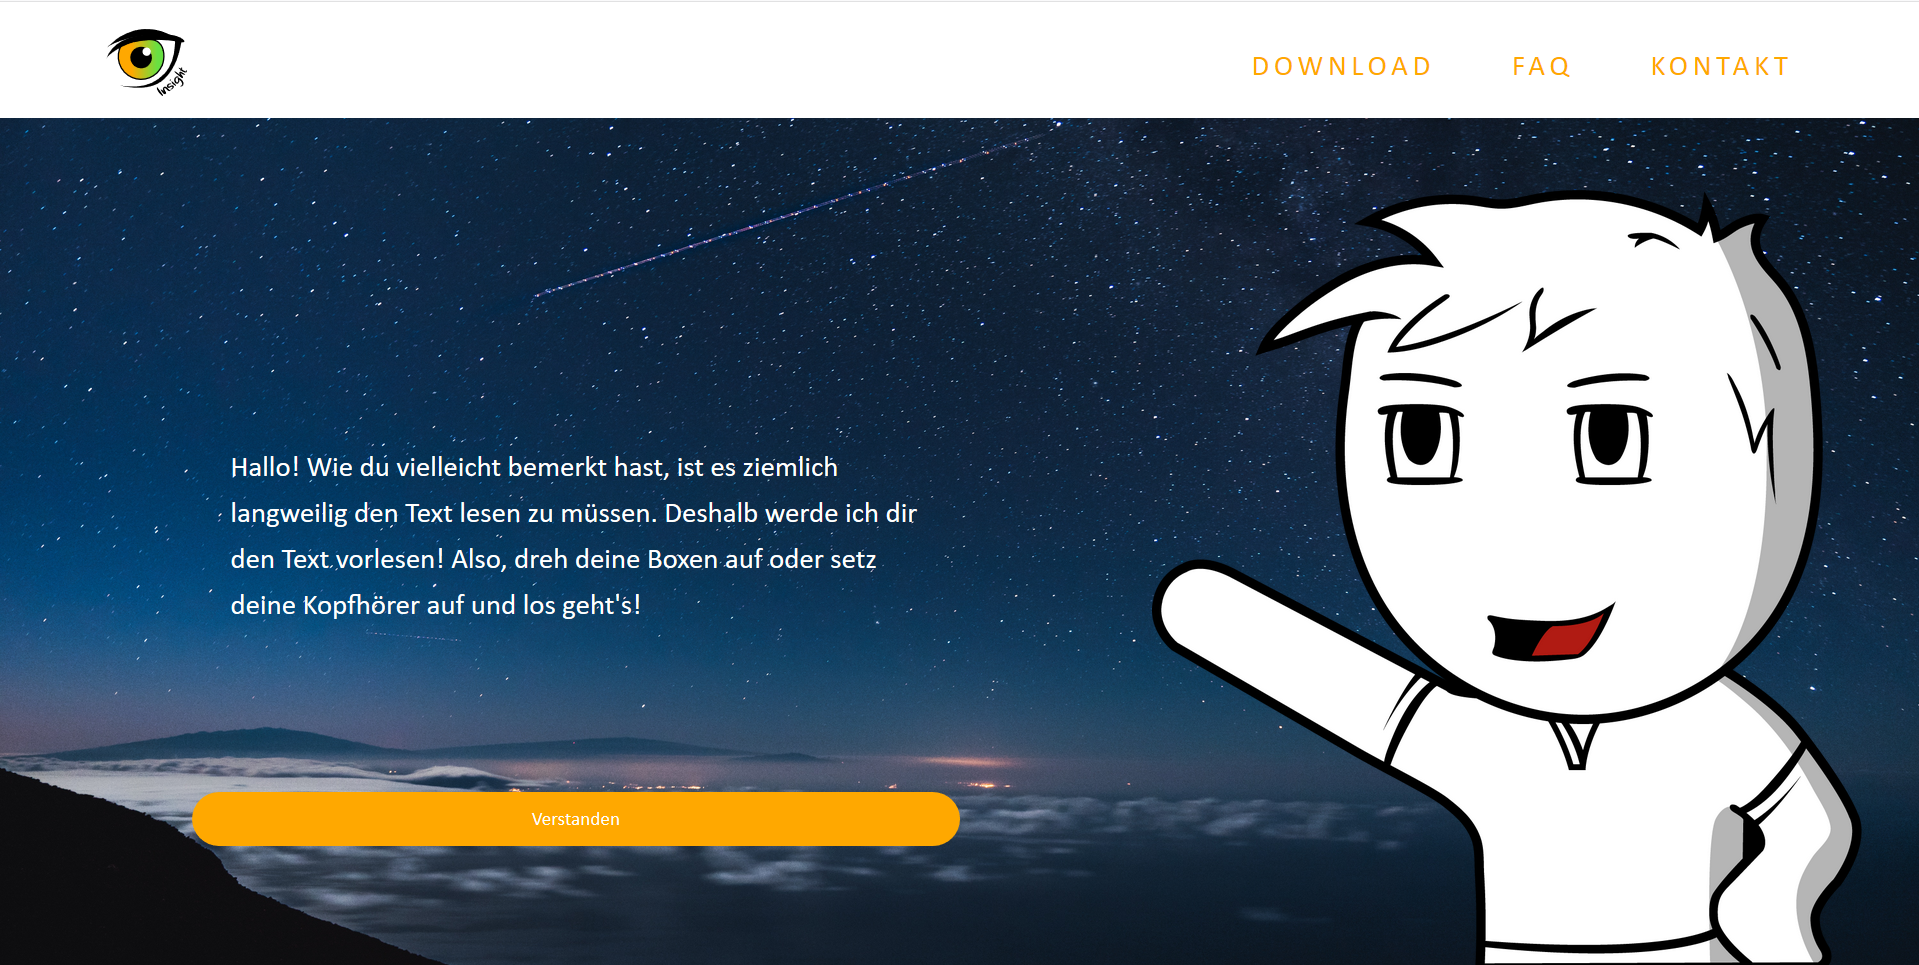 Insight
DOWNLOAD FAQ KONTAKT
Hallo! Wie du vielleicht bemerkt hast, ist es ziemlich
langweilig den Text lesen zu müssen. Deshalb werde ich dir
den Text vorlesen! Also, dreh deine Boxen auf oder setz
deine Kopfhörer auf und los geht's!
Verstanden